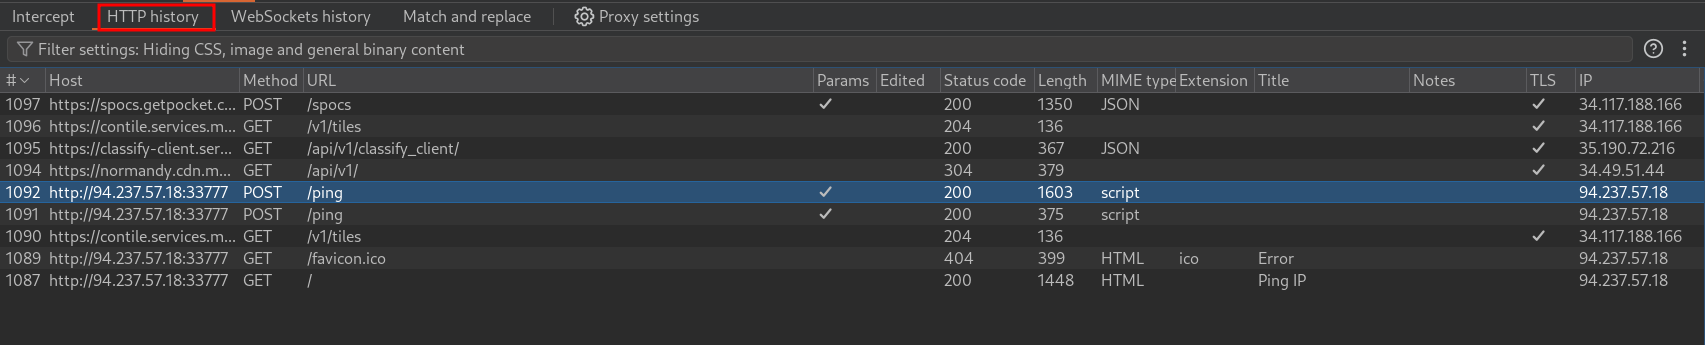 Intercept HTTP history WebSockets history Match and replace Proxy settings
Filter settings: Hiding CSS, image and general binary content
# Host Method URL Params Edited Status code Length MIME type Extension Title Notes TLS IP
1097 https://spocs.getpocket.c... POST /spocs ✓ 200 1350 JSON ✓ 34.117.188.166
1096 https://contile.services.m... GET /v1/tiles 204 136 ✓ 34.117.188.166
1095 https://classify-client.ser... GET /api/v1/classify_client/ 200 367 JSON ✓ 35.190.72.216
1094 https://normandy.cdn.m... GET /api/v1/ 304 379 ✓ 34.49.51.44
1092 http://94.237.57.18:33777 POST /ping ✓ 200 1603 script 94.237.57.18
1091 http://94.237.57.18:33777 POST /ping ✓ 200 375 script 94.237.57.18
1090 https://contile.services.m... GET /v1/tiles 204 136 ✓ 34.117.188.166
1089 http://94.237.57.18:33777 GET /favicon.ico 404 399 HTML ico Error 94.237.57.18
1087 http://94.237.57.18:33777 GET / 200 1448 HTML Ping IP 94.237.57.18